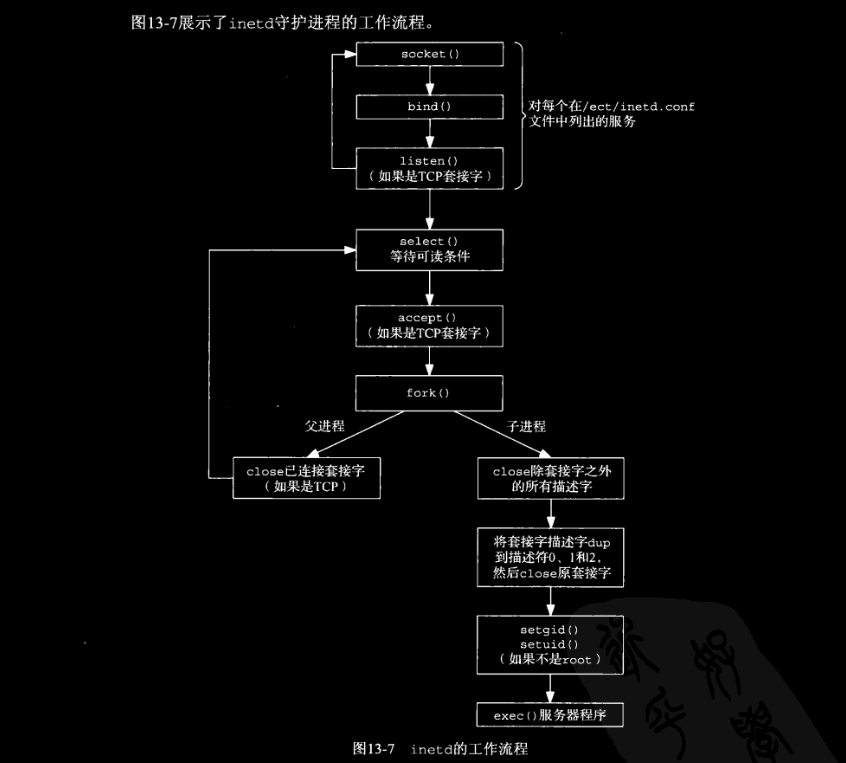 图13-7展示了inetd守护进程的工作流程。
socket()
bind()
对每个在/ect/inetd.conf
文件中列出的服务
listen()
(如果是TCP套接字)
select()
等待可读条件
accept()
(如果是TCP套接字)
fork()
父进程
子进程
close已连接套接字
(如果是TCP)
close除套接字之外
的所有描述字
将套接字描述字dup
到描述符0、1和2，
然后close原套接字
setgid()
setuid()
(如果不是root)
exec()服务器程序
图13-7 inetd的工作流程